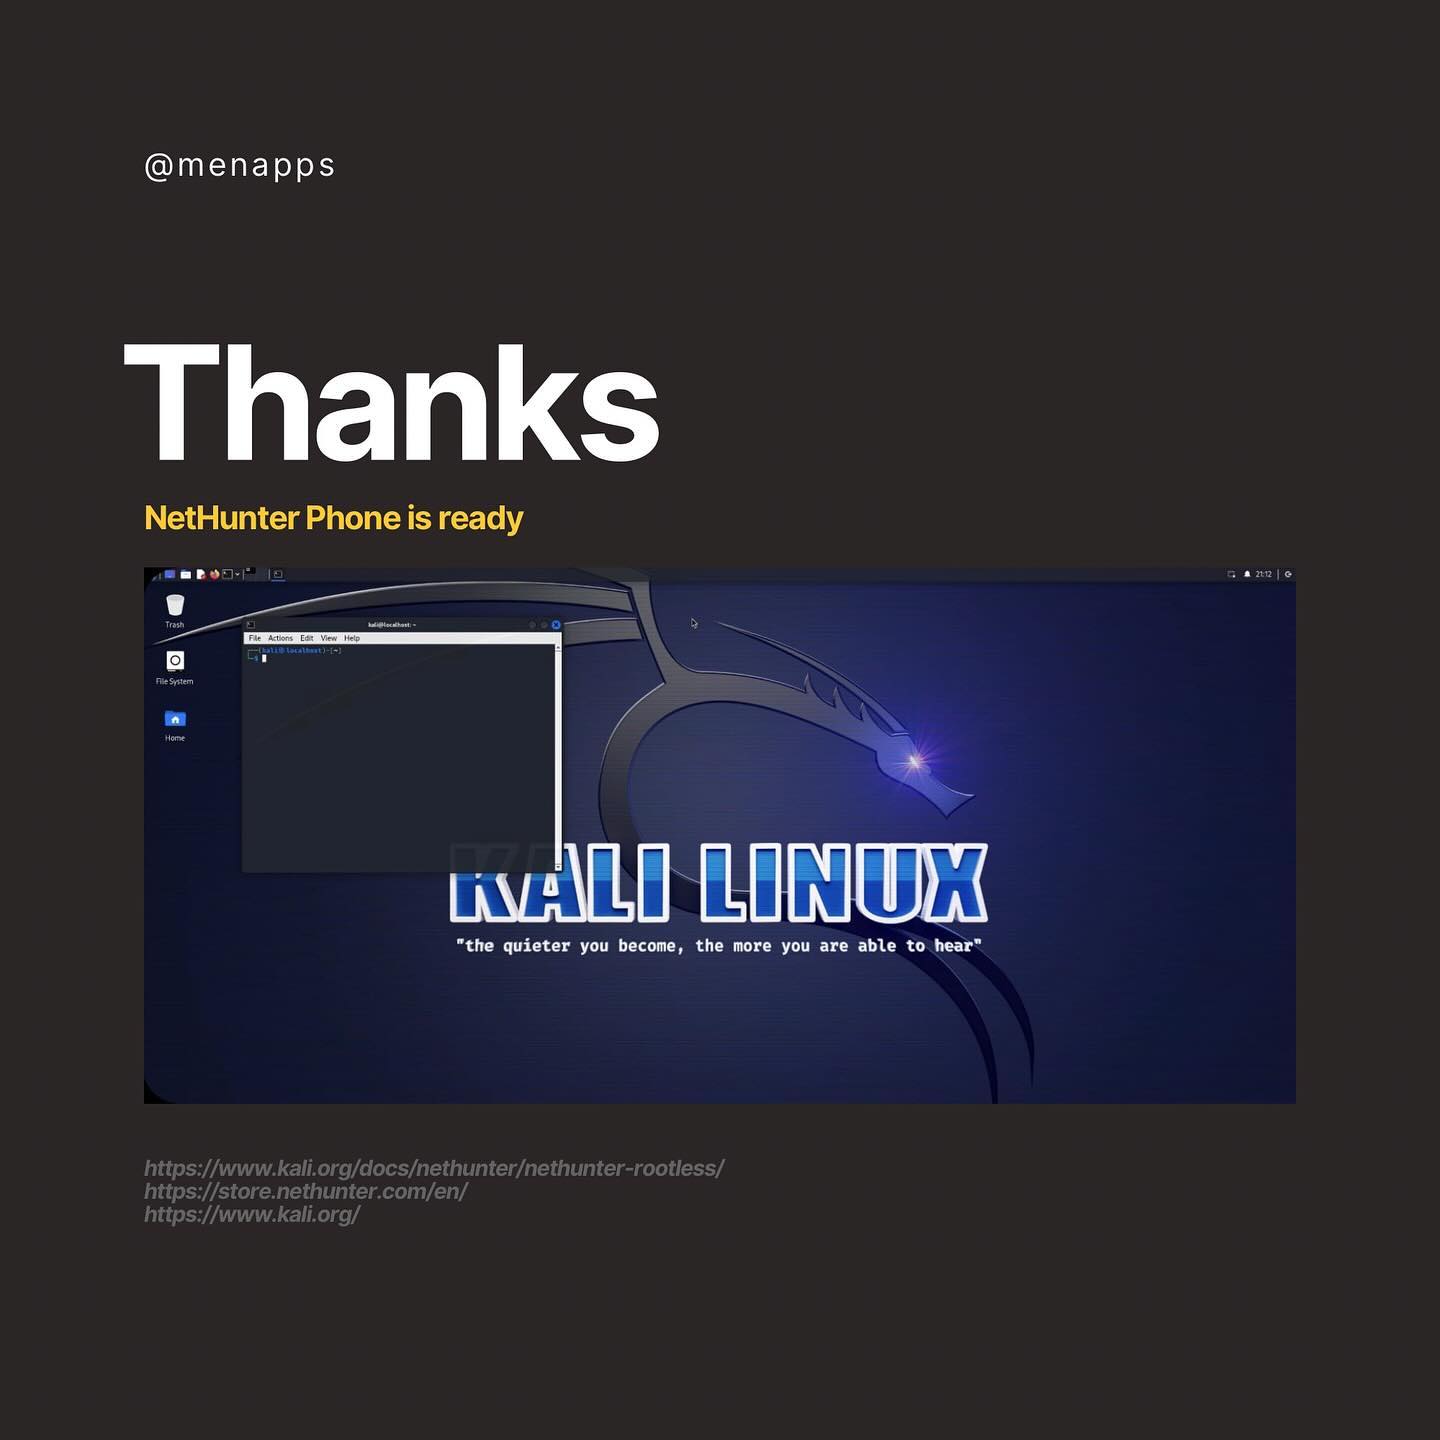 @menapps
Thanks
NetHunter Phone is ready
21:12
Trash
kali@localhost: ~
File Actions Edit View Help
(kali㉿localhost)-[~]
$
File System
Home
KALI LINUX
"the quieter you become, the more you are able to hear"
https://www.kali.org/docs/nethunter/nethunter-rootless/
https://store.nethunter.com/en/
https://www.kali.org/